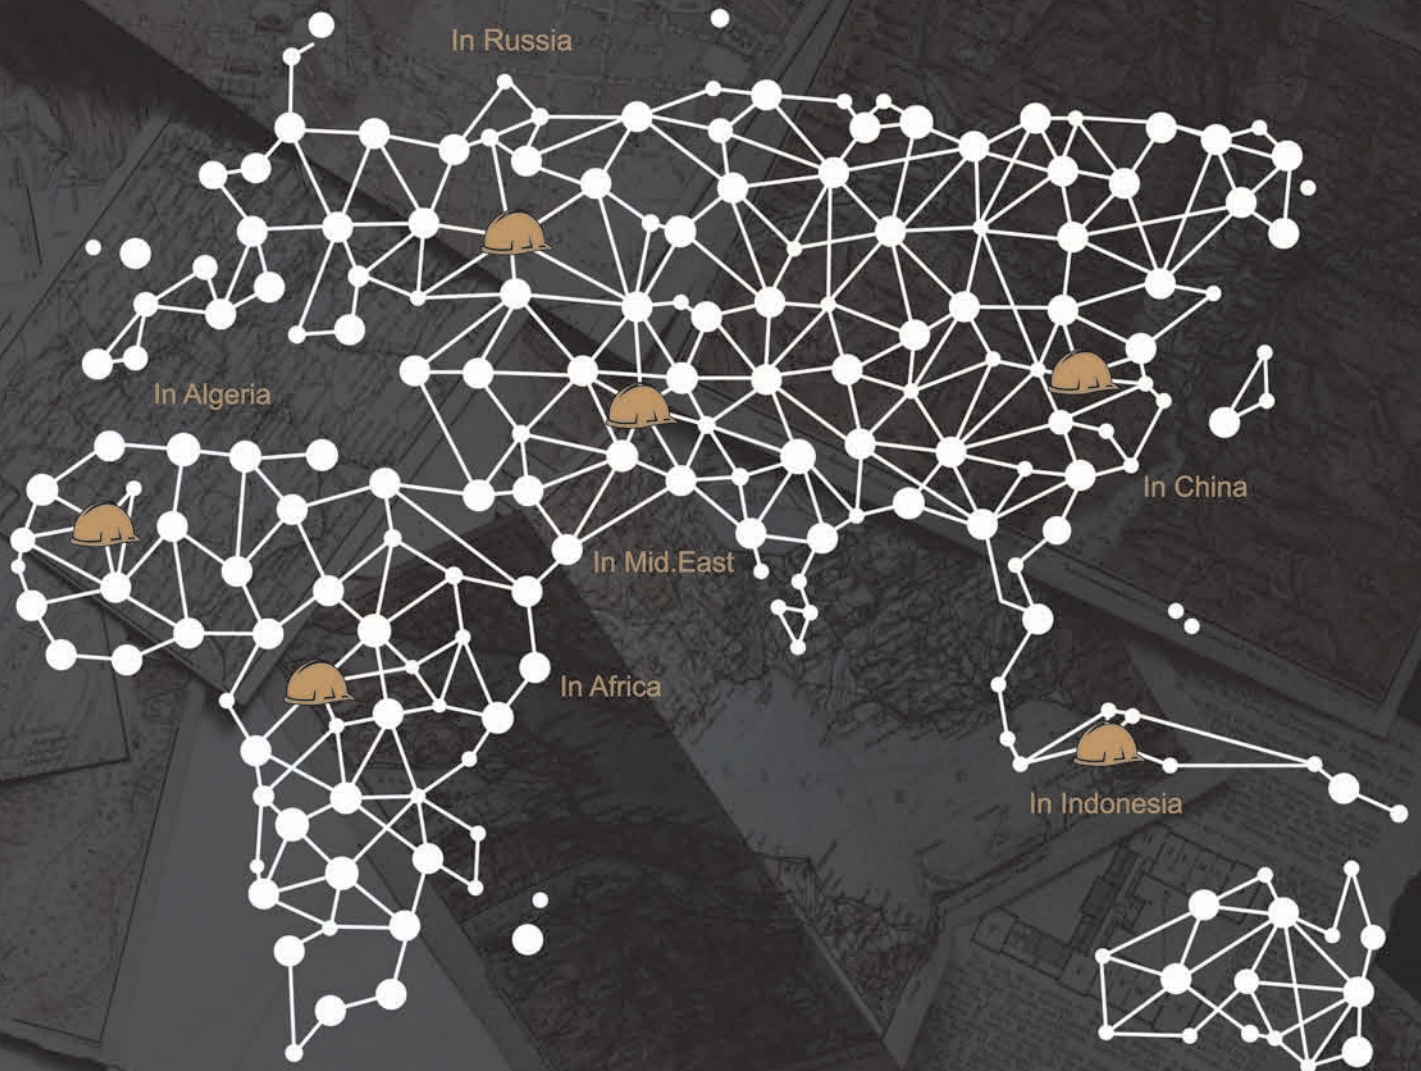 In Russia
In Algeria
In China
In Mid.East
In Africa
In Indonesia